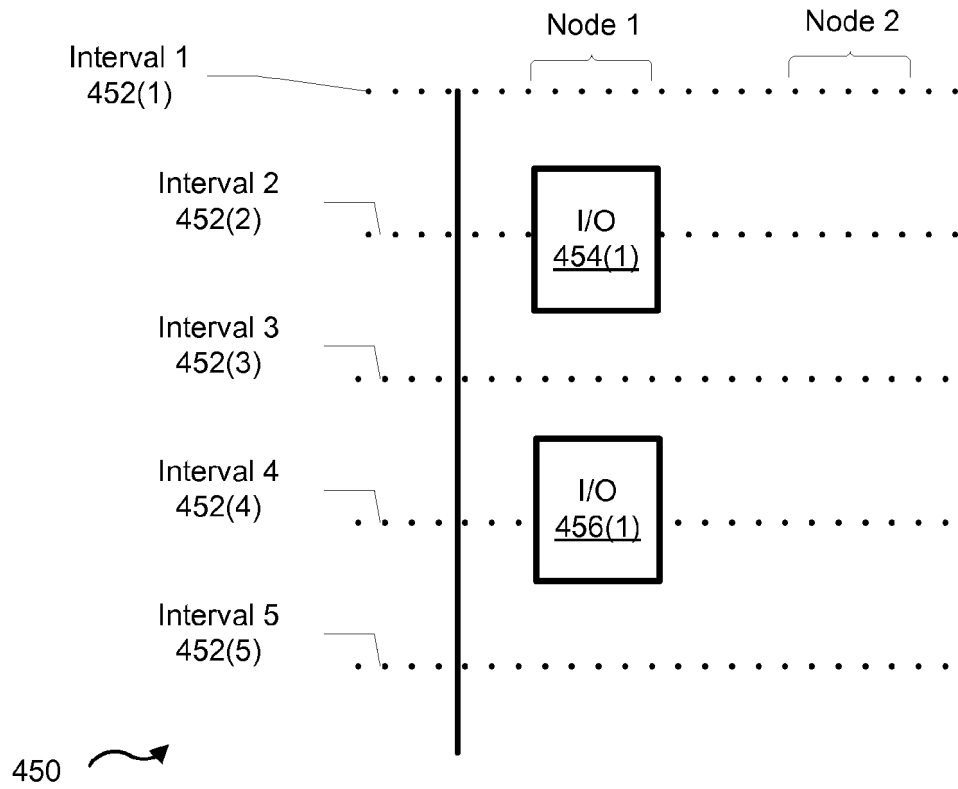 Node 1
Node 2
Interval 1
452(1)
Interval 2
452(2)
I/O
454(1)
Interval 3
452(3)
Interval 4
452(4)
I/O
456(1)
Interval 5
452(5)
450